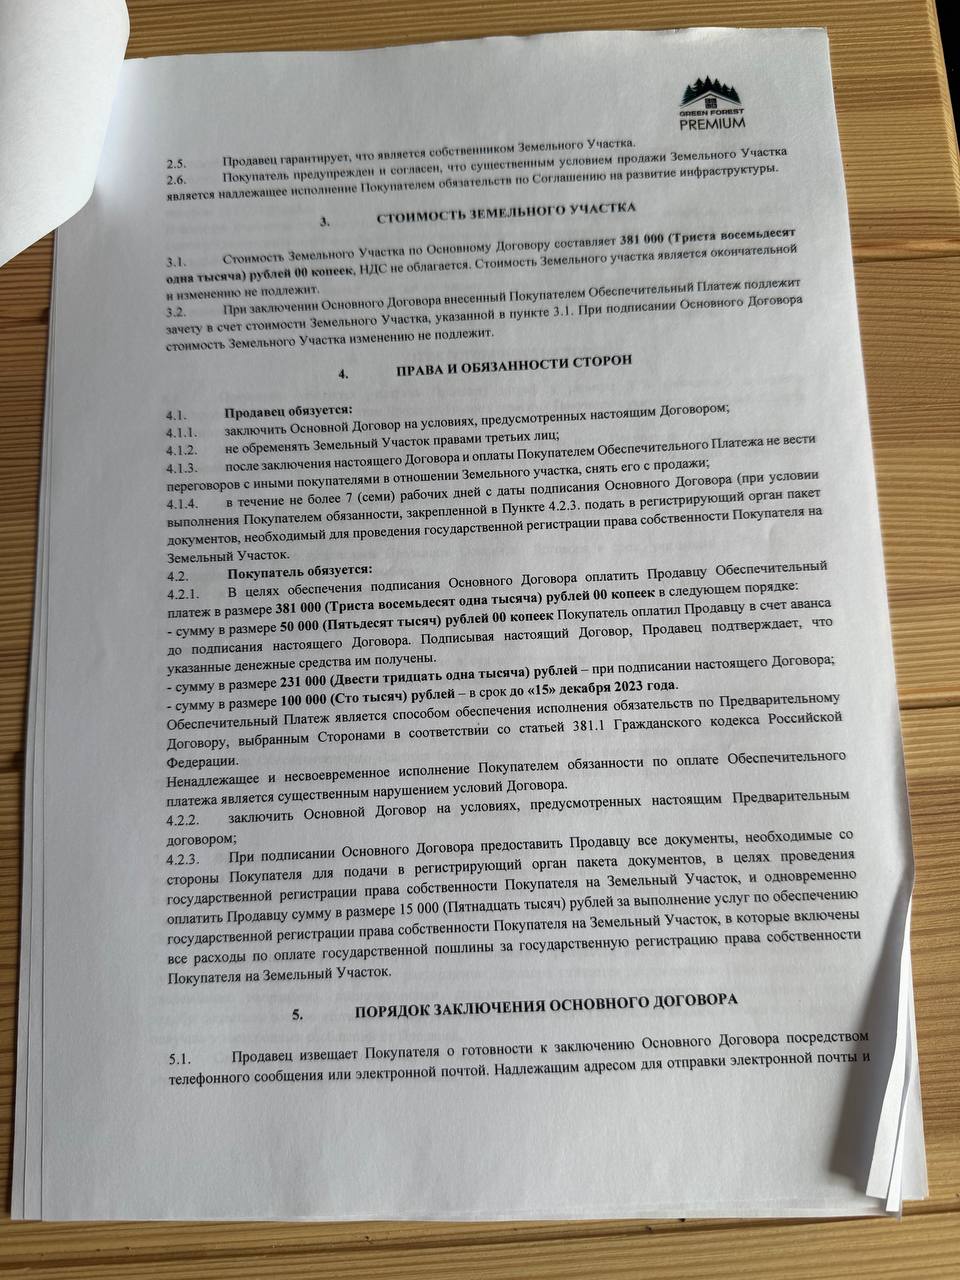 GREEN FOREST
PREMIUM
2.5. Продавец гарантирует, что является собственником Земельного Участка.
2.6. Покупатель предупрежден и согласен, что существенным условием продажи Земельного Участка
является надлежащее исполнение Покупателем обязательств по Соглашению на развитие инфраструктуры.
3. СТОИМОСТЬ ЗЕМЕЛЬНОГО УЧАСТКА
3.1. Стоимость Земельного Участка по Основному Договору составляет 381 000 (Триста восемьдесят
одна тысяча) рублей 00 копеек, НДС не облагается. Стоимость Земельного участка является окончательной
и изменению не подлежит.
3.2. При заключении Основного Договора внесенный Покупателем Обеспечительный Платеж подлежит
зачету в счет стоимости Земельного Участка, указанной в пункте 3.1. При подписании Основного Договора
стоимость Земельного Участка изменению не подлежит.
4. ПРАВА И ОБЯЗАННОСТИ СТОРОН
4.1. Продавец обязуется:
4.1.1. заключить Основной Договор на условиях, предусмотренных настоящим Договором;
4.1.2. не обременять Земельный Участок правами третьих лиц;
4.1.3. после заключения настоящего Договора и оплаты Покупателем Обеспечительного Платежа не вести
переговоров с иными покупателями в отношении Земельного участка, снять его с продажи;
4.1.4. в течение не более 7 (семи) рабочих дней с даты подписания Основного Договора (при условии
выполнения Покупателем обязанности, закрепленной в Пункте 4.2.3. подать в регистрирующий орган пакет
документов, необходимый для проведения государственной регистрации права собственности Покупателя на
Земельный Участок.
4.2. Покупатель обязуется:
4.2.1. В целях обеспечения подписания Основного Договора оплатить Продавцу Обеспечительный
платеж в размере 381 000 (Триста восемьдесят одна тысяча) рублей 00 копеек в следующем порядке:
- сумму в размере 50 000 (Пятьдесят тысяч) рублей 00 копеек Покупатель оплатил Продавцу в счет аванса
до подписания настоящего Договора. Подписывая настоящий Договор, Продавец подтверждает, что
указанные денежные средства им получены.
- сумму в размере 231 000 (Двести тридцать одна тысяча) рублей – при подписании настоящего Договора;
- сумму в размере 100 000 (Сто тысяч) рублей – в срок до «15» декабря 2023 года.
Обеспечительный Платеж является способом обеспечения исполнения обязательств по Предварительному
Договору, выбранным Сторонами в соответствии со статьей 381.1 Гражданского кодекса Российской
Федерации.
Ненадлежащее и несвоевременное исполнение Покупателем обязанности по оплате Обеспечительного
платежа является существенным нарушением условий Договора.
4.2.2. заключить Основной Договор на условиях, предусмотренных настоящим Предварительным
договором;
4.2.3. При подписании Основного Договора предоставить Продавцу все документы, необходимые со
стороны Покупателя для подачи в регистрирующий орган пакета документов, в целях проведения
государственной регистрации права собственности Покупателя на Земельный Участок, и одновременно
оплатить Продавцу сумму в размере 15 000 (Пятнадцать тысяч) рублей за выполнение услуг по обеспечению
государственной регистрации права собственности Покупателя на Земельный Участок, в которые включены
все расходы по оплате государственной пошлины за государственную регистрацию права собственности
Покупателя на Земельный Участок.
5. ПОРЯДОК ЗАКЛЮЧЕНИЯ ОСНОВНОГО ДОГОВОРА
5.1. Продавец извещает Покупателя о готовности к заключению Основного Договора посредством
телефонного сообщения или электронной почтой. Надлежащим адресом для отправки электронной почты и